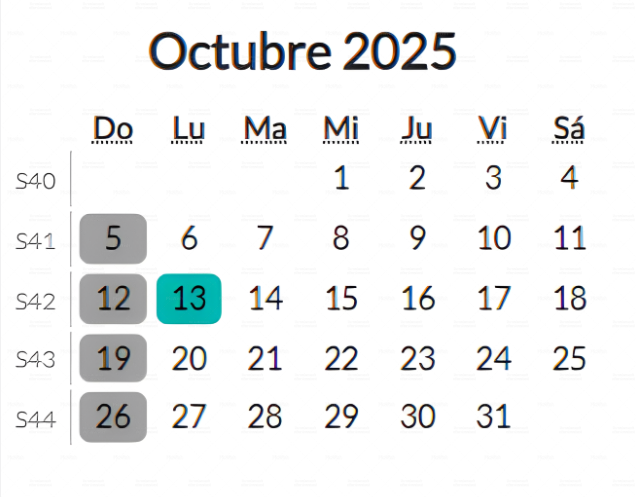 Octubre 2025
Do Lu Ma Mi Ju Vi Sá
S40 1 2 3 4
S41 5 6 7 8 9 10 11
S42 12 13 14 15 16 17 18
S43 19 20 21 22 23 24 25
S44 26 27 28 29 30 31